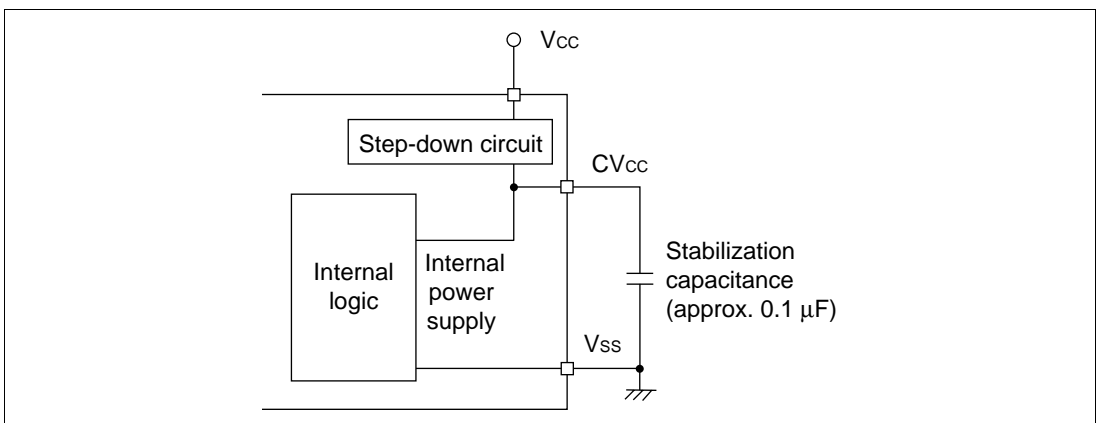 Vcc
Step-down circuit
CVcc
Internal
logic
Internal
power
supply
Stabilization
capacitance
(approx. 0.1 μF)
Vss